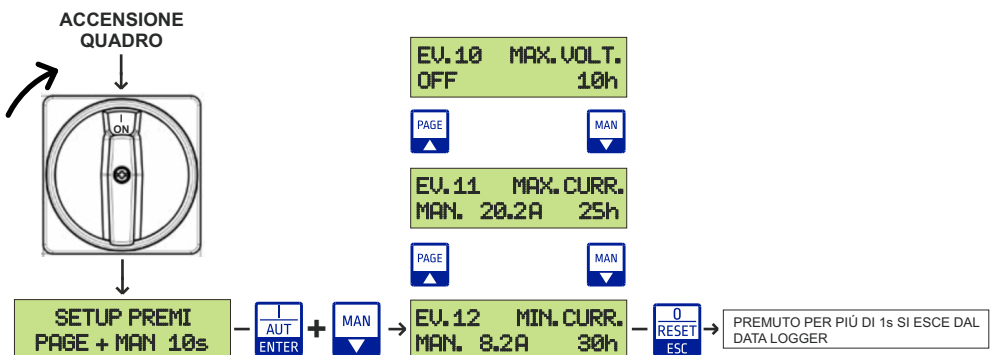 ACCENSIONE
QUADRO
I
ON
SETUP PREMI
PAGE + MAN 10s
I
AUT
ENTER
+
MAN
EV.10 MAX.VOLT.
OFF 10h
PAGE
MAN
EV.11 MAX.CURR.
MAN. 20.2A 25h
PAGE
MAN
EV.12 MIN.CURR.
MAN. 8.2A 30h
0
RESET
ESC
PREMUTO PER PIÚ DI 1s SI ESCE DAL
DATA LOGGER